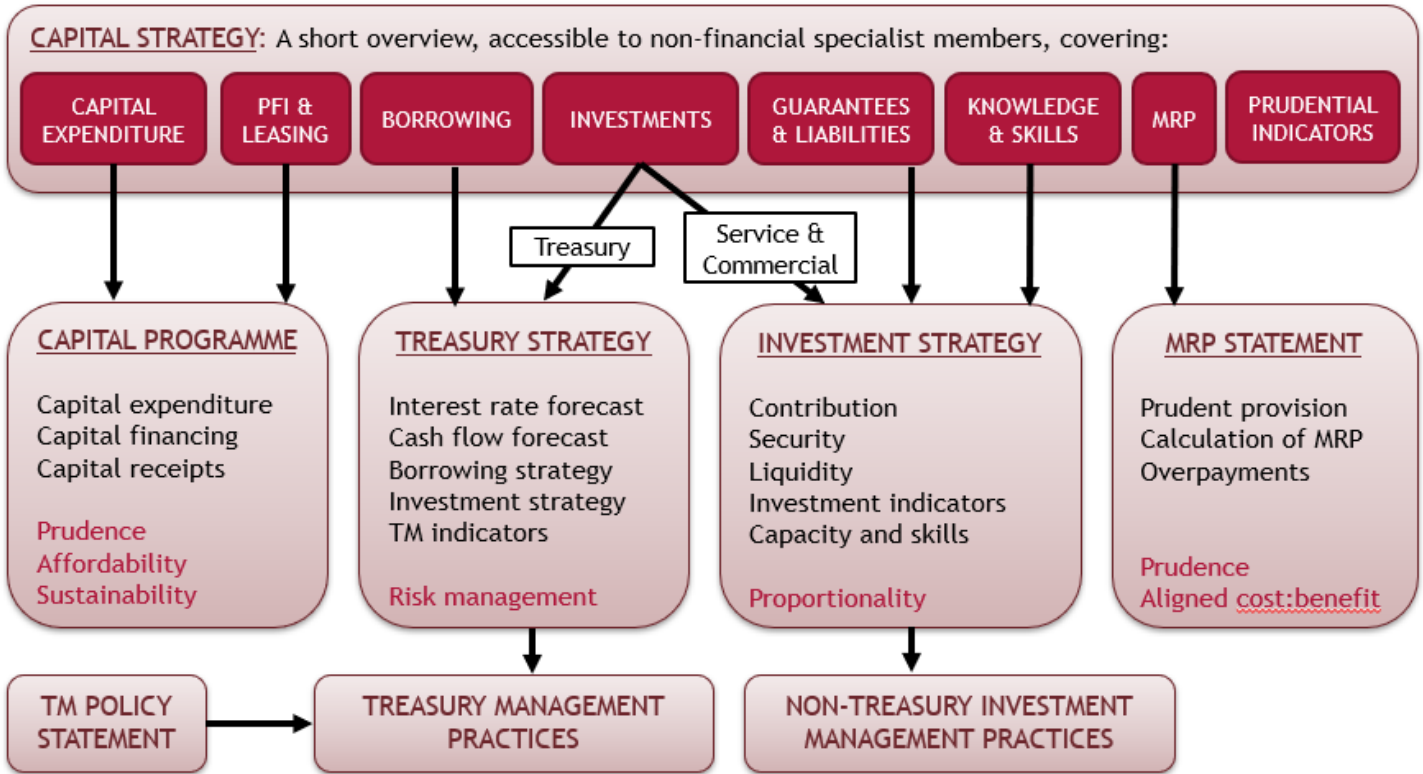 CAPITAL STRATEGY: A short overview, accessible to non-financial specialist members, covering:
CAPITAL
EXPENDITURE
PFI &
LEASING
BORROWING
INVESTMENTS
GUARANTEES
& LIABILITIES
KNOWLEDGE
& SKILLS
MRP
PRUDENTIAL
INDICATORS
Treasury
Service &
Commercial
CAPITAL PROGRAMME
Capital expenditure
Capital financing
Capital receipts
Prudence
Affordability
Sustainability
TREASURY STRATEGY
Interest rate forecast
Cash flow forecast
Borrowing strategy
Investment strategy
TM indicators
Risk management
INVESTMENT STRATEGY
Contribution
Security
Liquidity
Investment indicators
Capacity and skills
Proportionality
MRP STATEMENT
Prudent provision
Calculation of MRP
Overpayments
Prudence
Aligned cost:benefit
TM POLICY
STATEMENT
TREASURY MANAGEMENT
PRACTICES
NON-TREASURY INVESTMENT
MANAGEMENT PRACTICES